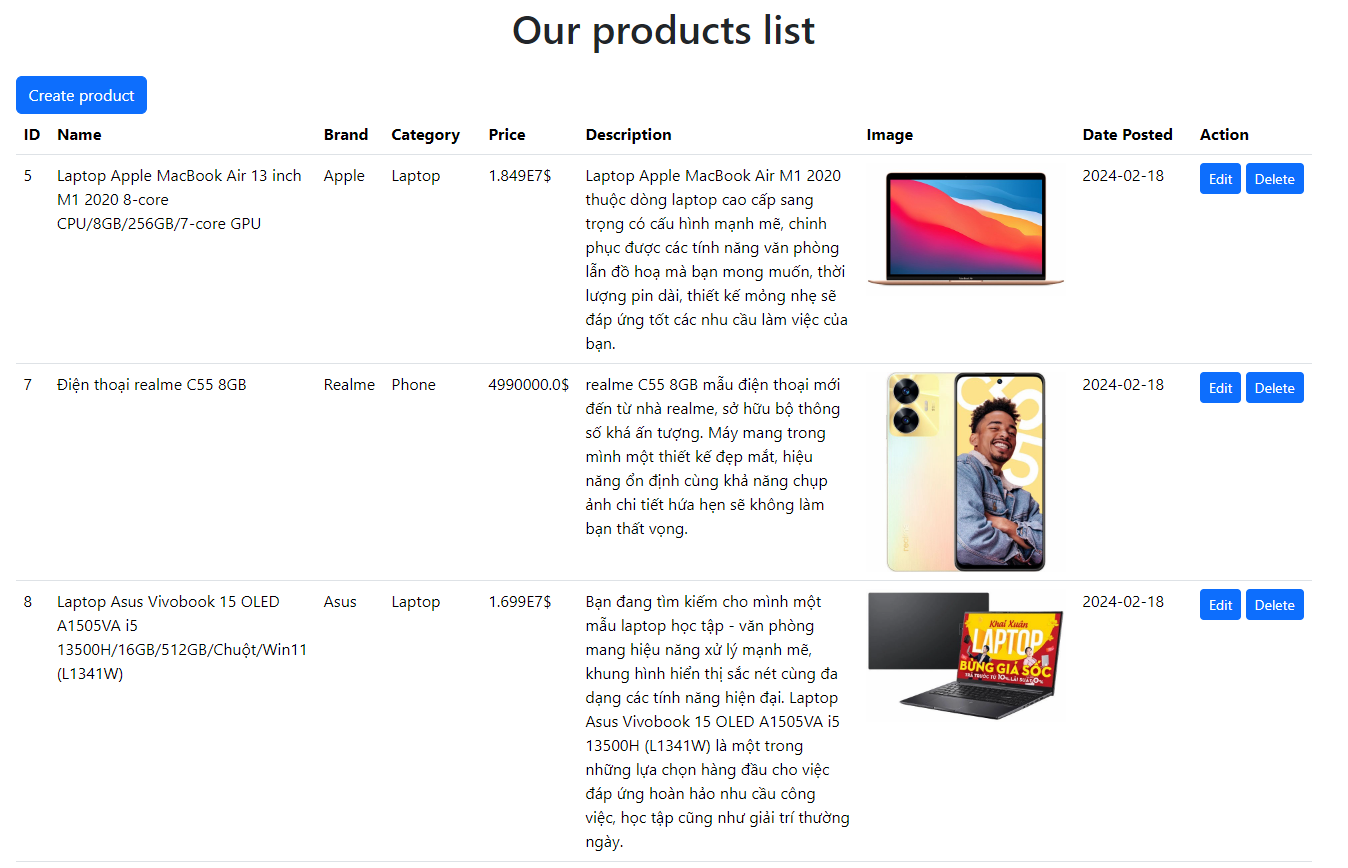 Our products list
Create product
ID Name Brand Category Price Description Image Date Posted Action
5 Laptop Apple MacBook Air 13 inch Apple Laptop 1.849E7$ Laptop Apple MacBook Air M1 2020 2024-02-18 Edit Delete
M1 2020 8-core thuộc dòng laptop cao cấp sang
CPU/8GB/256GB/7-core GPU trọng có cấu hình mạnh mẽ, chinh
phục được các tính năng văn phòng
lẫn đồ hoạ mà bạn mong muốn, thời
lượng pin dài, thiết kế mỏng nhẹ sẽ
đáp ứng tốt các nhu cầu làm việc của
bạn.
7 Điện thoại realme C55 8GB Realme Phone 4990000.0$ realme C55 8GB mẫu điện thoại mới 2024-02-18 Edit Delete
đến từ nhà realme, sở hữu bộ thông
số khá ấn tượng. Máy mang trong
mình một thiết kế đẹp mắt, hiệu
năng ổn định cùng khả năng chụp
ảnh chi tiết hứa hẹn sẽ không làm
bạn thất vọng.
C55
8 Laptop Asus Vivobook 15 OLED Asus Laptop 1.699E7$ Bạn đang tìm kiếm cho mình một 2024-02-18 Edit Delete
A1505VA i5 mẫu laptop học tập - văn phòng
13500H/16GB/512GB/Chuột/Win11 mang hiệu năng xử lý mạnh mẽ,
(L1341W) khung hình hiển thị sắc nét cùng đa
dạng các tính năng hiện đại. Laptop
Asus Vivobook 15 OLED A1505VA i5
13500H (L1341W) là một trong
những lựa chọn hàng đầu cho việc
đáp ứng hoàn hảo nhu cầu công
việc, học tập cũng như giải trí thường
ngày.
Khai Xuân
LAPTOP
BỪNG GIÁ SỐC
TRẢ TRƯỚC TỪ 10% LÃI SUẤT 0%